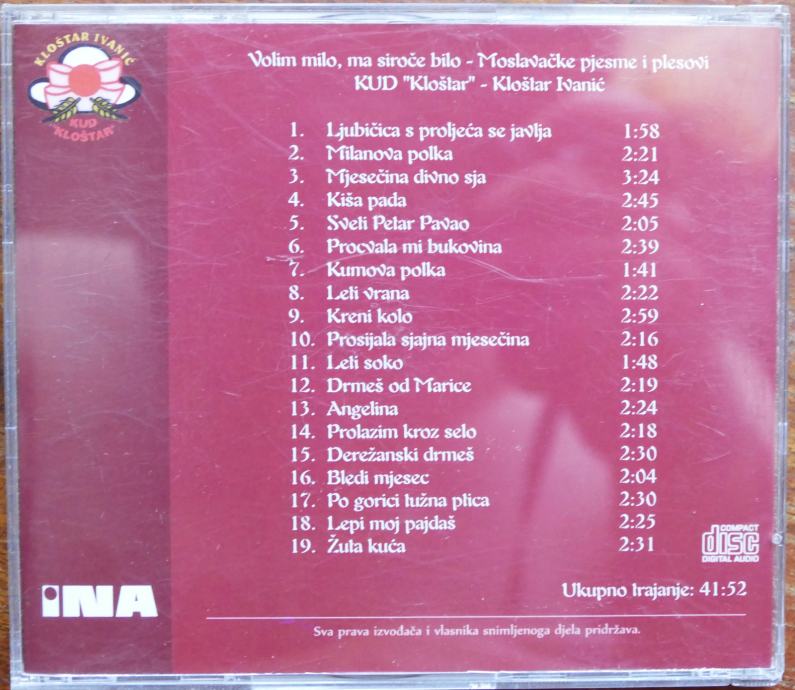 KLOŠTAR IVANIĆ
KUD
"KLOŠTAR"
Volim milo, ma siroče bilo - Moslavačke pjesme i plesovi
KUD "Kloštar" - Kloštar Ivanić
1. Ljubičica s proljeća se javlja 1:58
2. Milanova polka 2:21
3. Mjesečina divno sja 3:24
4. Kiša pada 2:45
5. Sveti Petar Pavao 2:05
6. Procvala mi bukovina 2:39
7. Kumova polka 1:41
8. Leti vrana 2:22
9. Kreni kolo 2:59
10. Prosijala sjajna mjesečina 2:16
11. Leti soko 1:48
12. Drmeš od Marice 2:19
13. Angelina 2:24
14. Prolazim kroz selo 2:18
15. Derežanski drmeš 2:30
16. Bledi mjesec 2:04
17. Po gorici tužna ptica 2:30
18. Lepi moj pajdaš 2:25
19. Žuta kuća 2:31
COMPACT
disc
DIGITAL AUDIO
INA
Ukupno trajanje: 41:52
Sva prava izvođača i vlasnika snimljenoga djela pridržava.